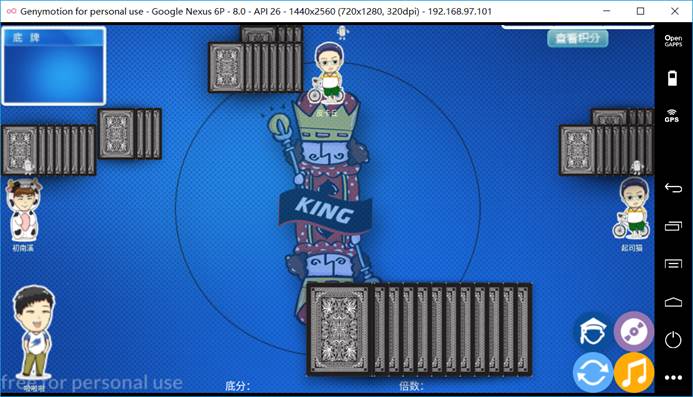 Genymotion for personal use - Google Nexus 6P - 8.0 - API 26 - 1440x2560 (720x1280, 320dpi) - 192.168.97.101
底 牌
查看积分
Open
GAPPS
GPS
KING
初南溪
起司猫
free for personal use
底分:
倍数: